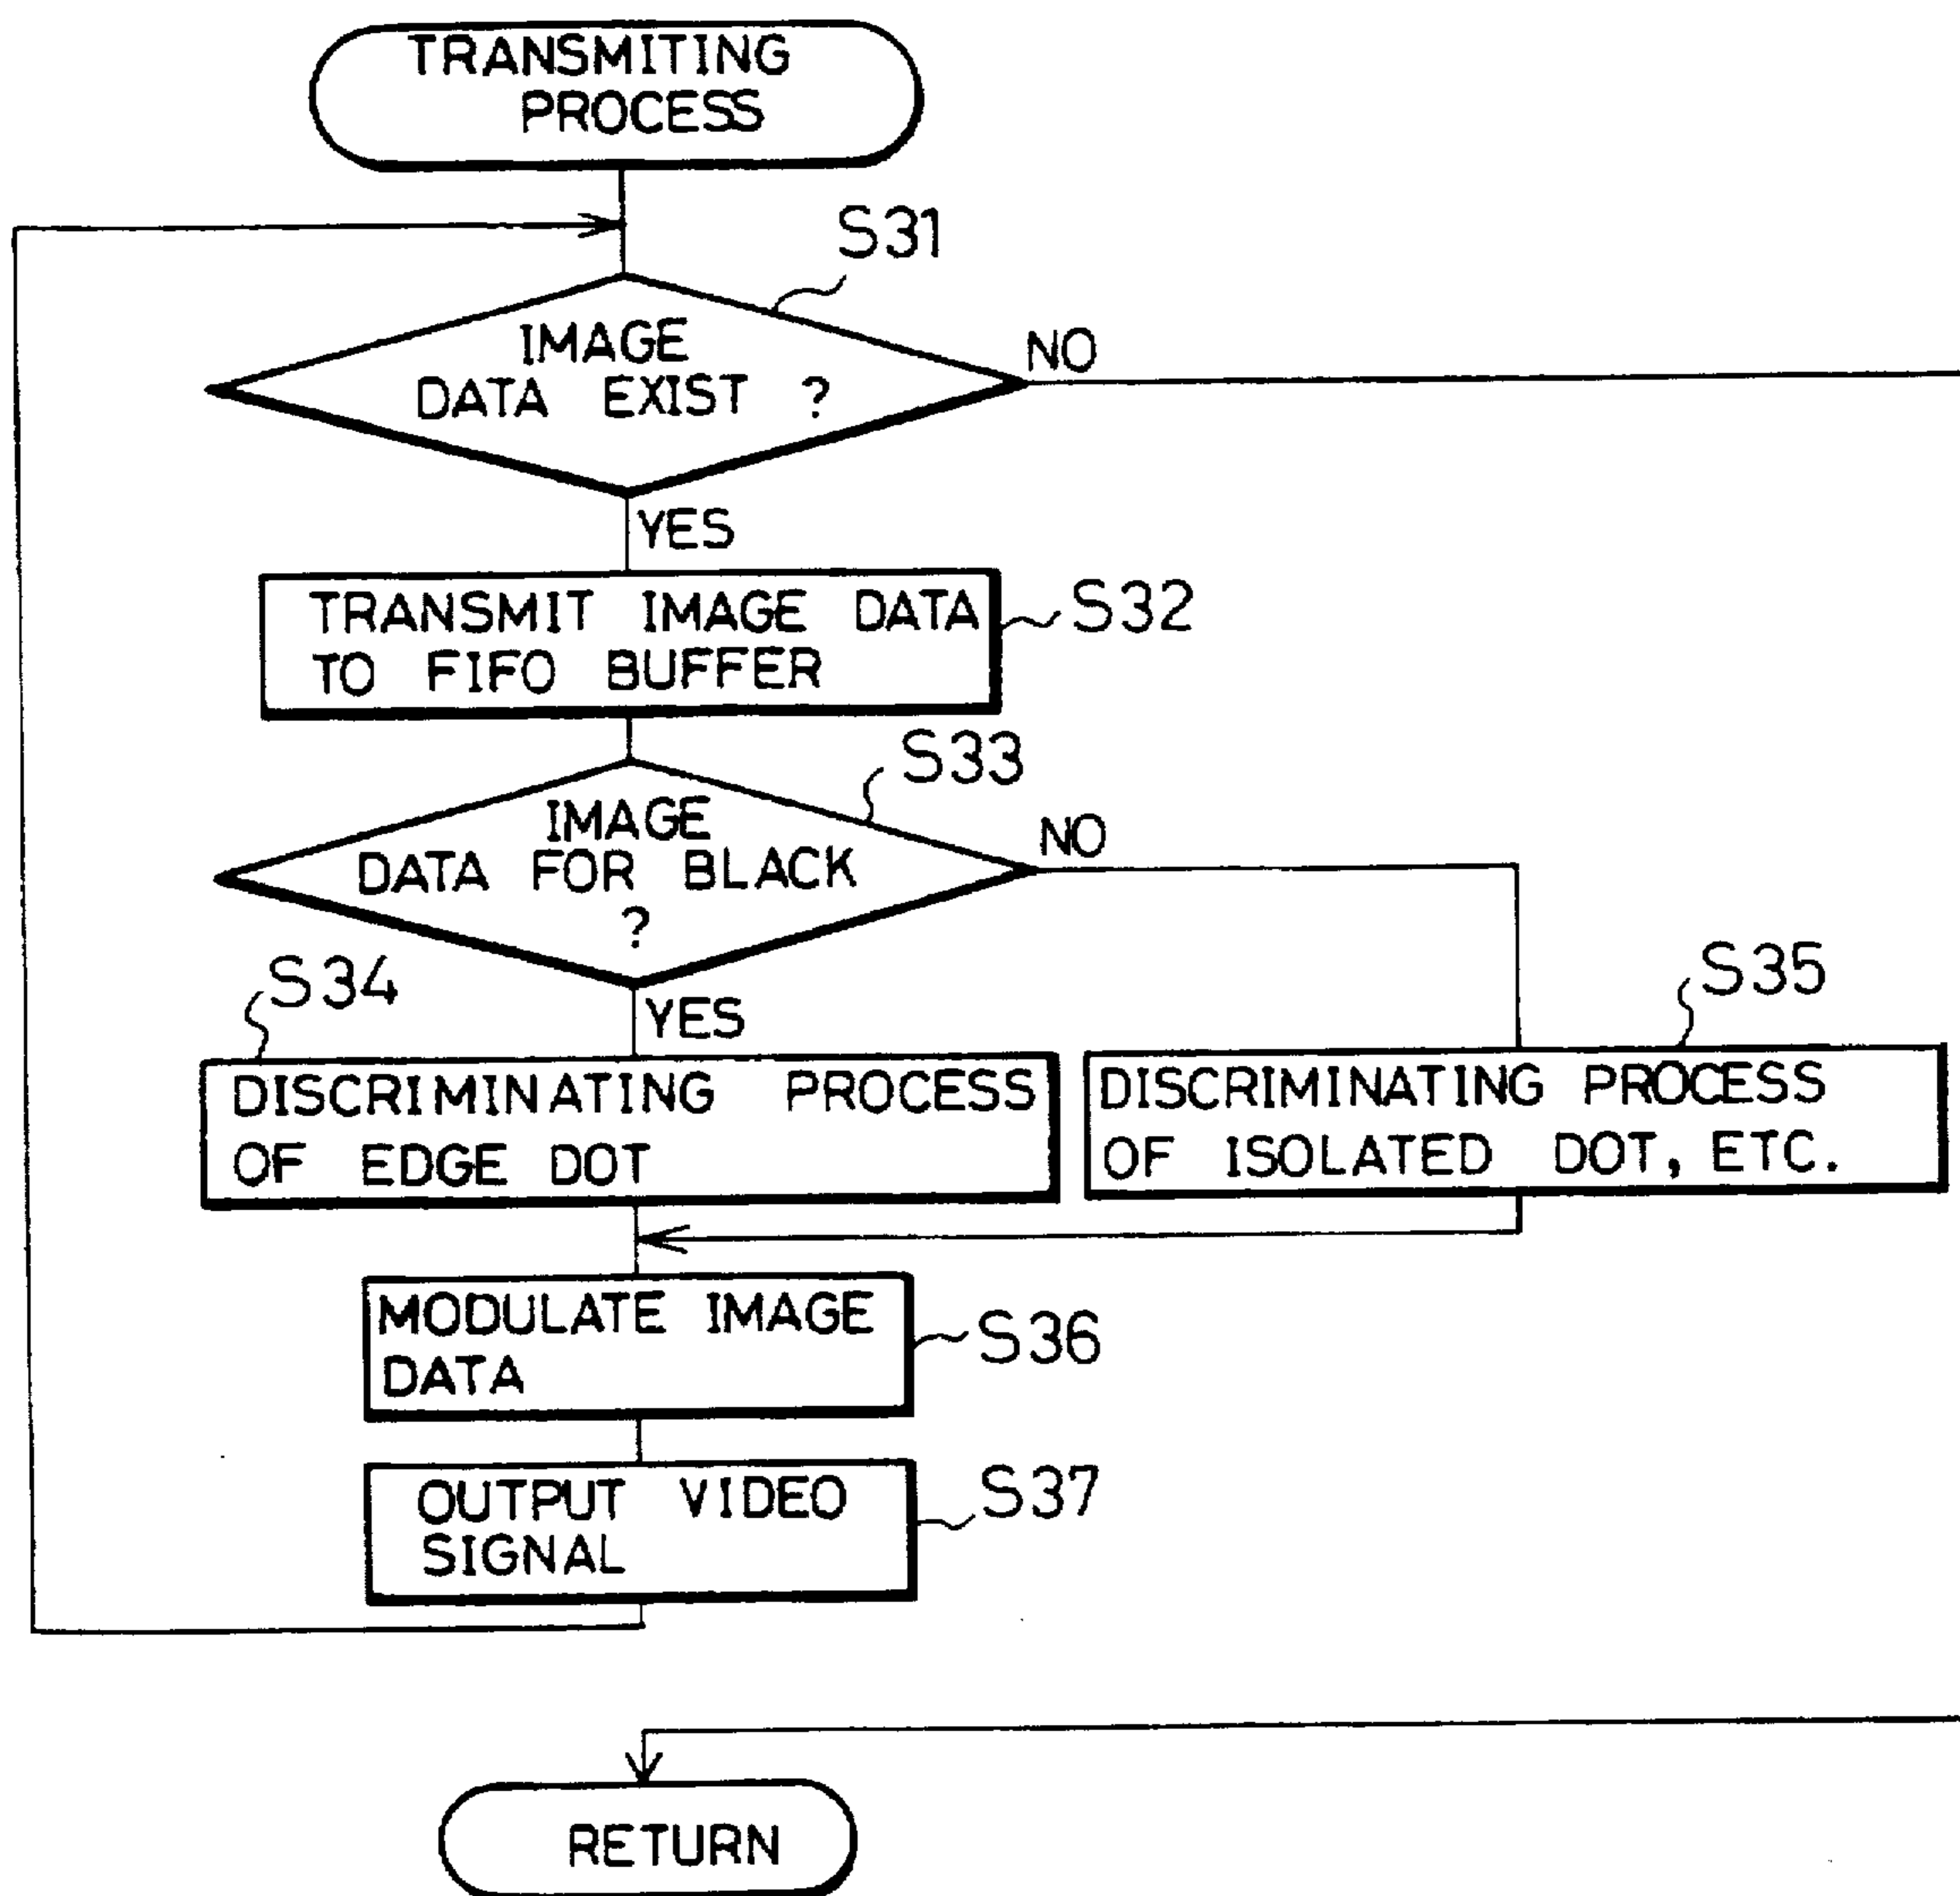 TRANSMITING
PROCESS
S31
IMAGE
DATA EXIST ?
NO
YES
TRANSMIT IMAGE DATA
TO FIFO BUFFER
S32
S33
IMAGE
DATA FOR BLACK
?
NO
S34
YES
S35
DISCRIMINATING PROCESS
OF EDGE DOT
DISCRIMINATING PROCESS
OF ISOLATED DOT, ETC.
MODULATE IMAGE
DATA
S36
OUTPUT VIDEO
SIGNAL
S37
RETURN